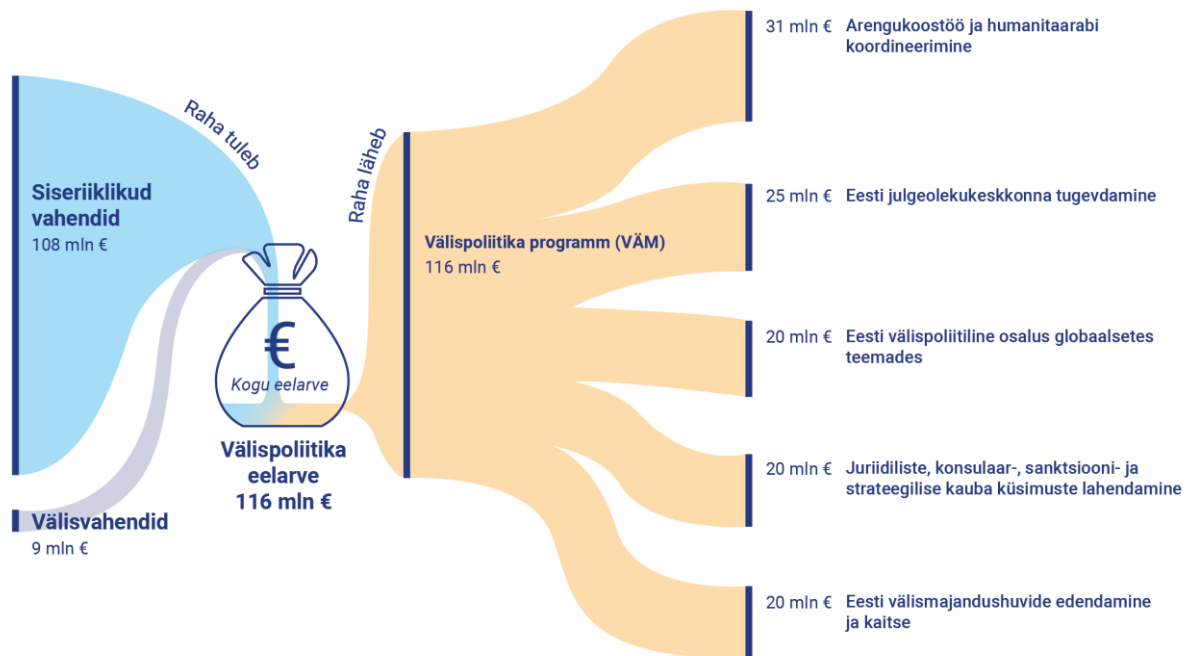 Raha tuleb
Siseriiklikud
vahendid
108 mln €
Välisvahendid
9 mln €
€
Kogu eelarve
Välispoliitika
eelarve
116 mln €
Raha läheb
Välispoliitika programm (VÄM)
116 mln €
31 mln € Arengukoostöö ja humanitaarabi
koordineerimine
25 mln € Eesti julgeolekukeskkonna tugevdamine
20 mln € Eesti välispoliitiline osalus globaalsetes
teemades
20 mln € Juriidiliste, konsulaar-, sanktsiooni- ja
strateegilise kauba küsimuste lahendamine
20 mln € Eesti välismajandushuvide edendamine
ja kaitse